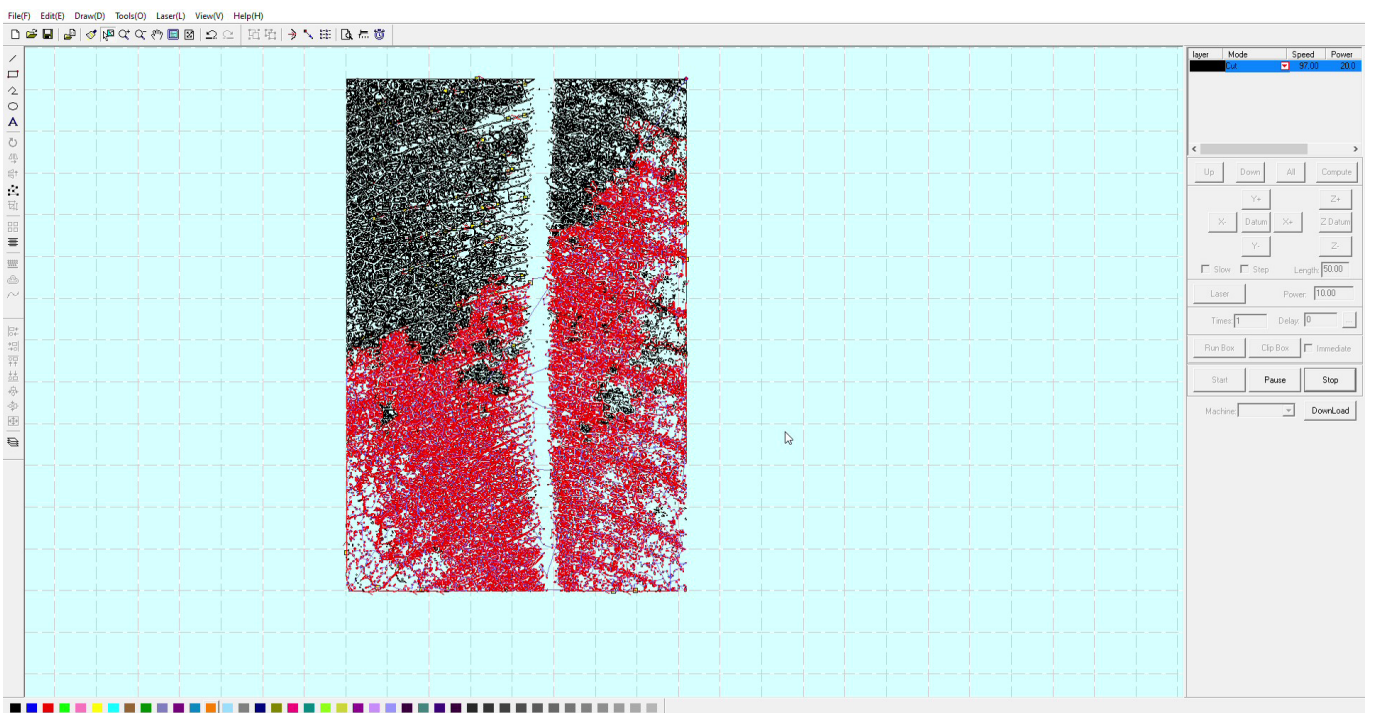 File(F) Edit(E) Draw(D) Tools(O) Laser(L) View(V) Help(H)
layer Mode Speed Power
Cut 97.00 20.0
Up Down All Compute
Y+ Z+
X- Datum X+ Z Datum
Y- Z-
Slow Step Length: 50.00
Laser Power: 10.00
Times: 1 Delay: 0 ...
Run Box Clip Box Immediate
Start Pause Stop
Machine: DownLoad